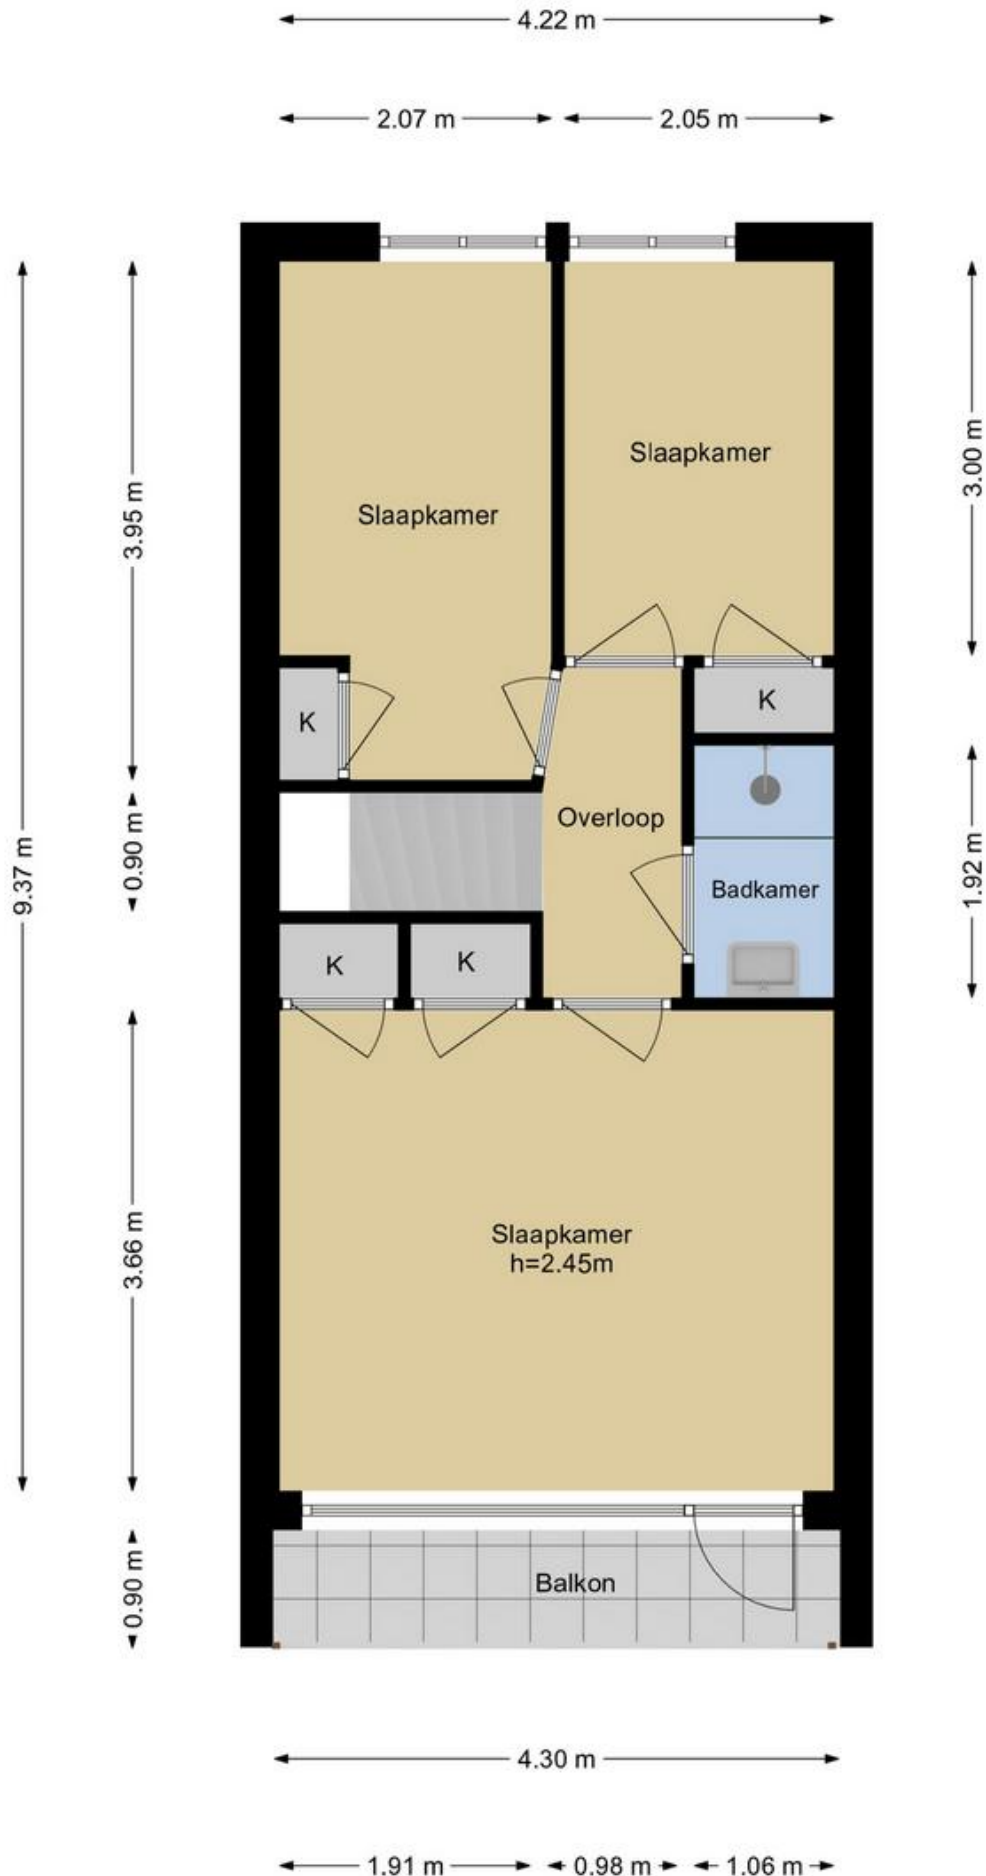 4.22 m
2.07 m
2.05 m
3.95 m
3.00 m
Slaapkamer
Slaapkamer
K
K
9.37 m
0.90 m
Overloop
1.92 m
Badkamer
K
K
3.66 m
Slaapkamer
h=2.45m
0.90 m
Balkon
4.30 m
1.91 m
0.98 m
1.06 m